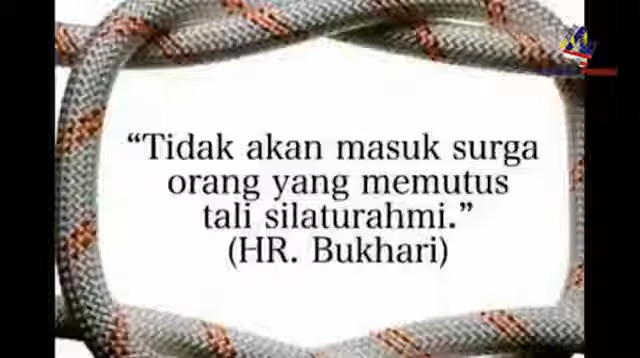 “Tidak akan masuk surga
orang yang memutus
tali silaturahmi.”
(HR. Bukhari)